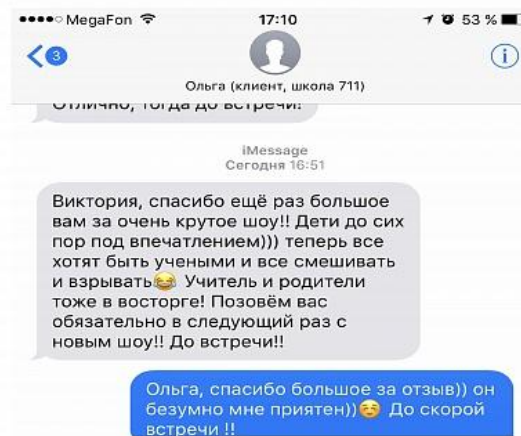 MegaFon 17:10 53 %
3
Ольга (клиент, школа 711)
Отлично, тогда до встречи!
iMessage
Сегодня 16:51
Виктория, спасибо ещё раз большое
вам за очень крутое шоу!! Дети до сих
пор под впечатлением))) теперь все
хотят быть учеными и все смешивать
и взрывать😂 Учитель и родители
тоже в восторге! Позовём вас
обязательно в следующий раз с
новым шоу!! До встречи!!
Ольга, спасибо большое за отзыв)) он
безумно мне приятен))☺️ До скорой
встречи !!